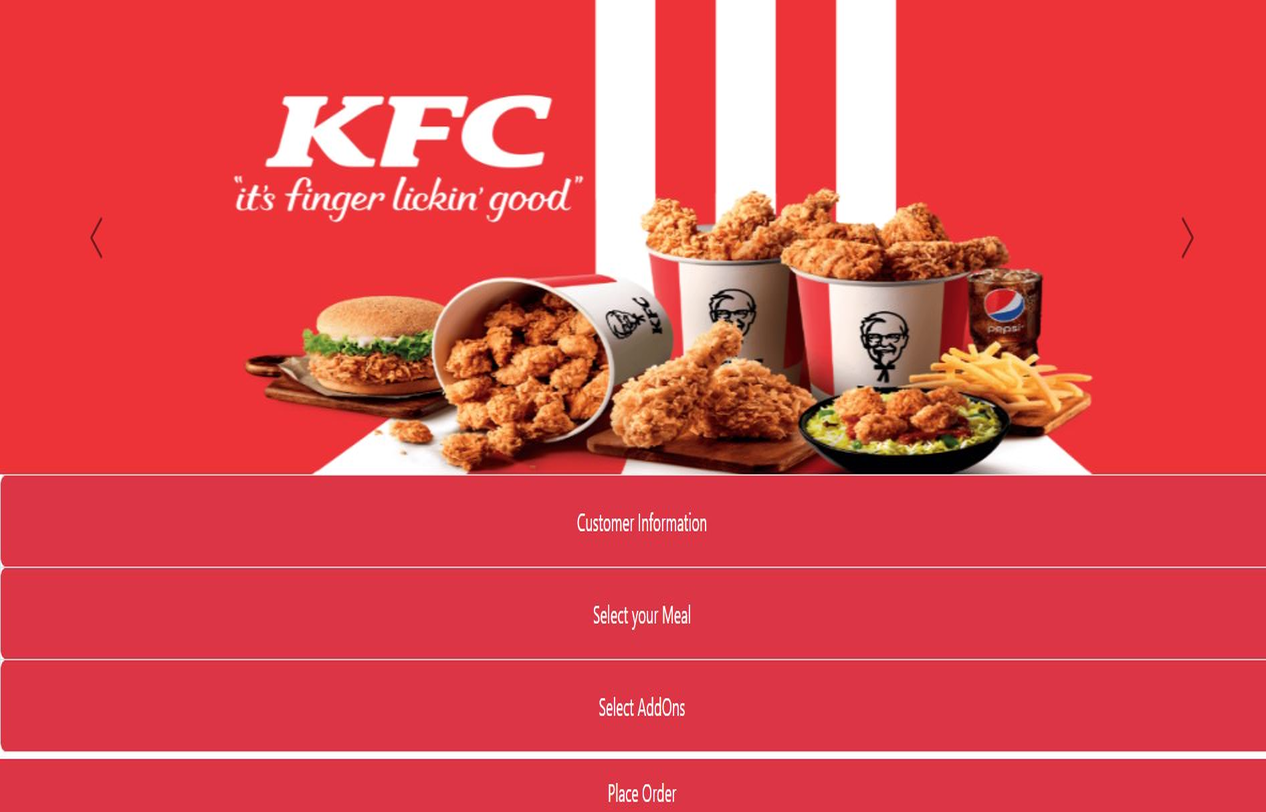 KFC
"it's finger lickin' good"
KFC
pepsi
Customer Information
Select your Meal
Select AddOns
Place Order